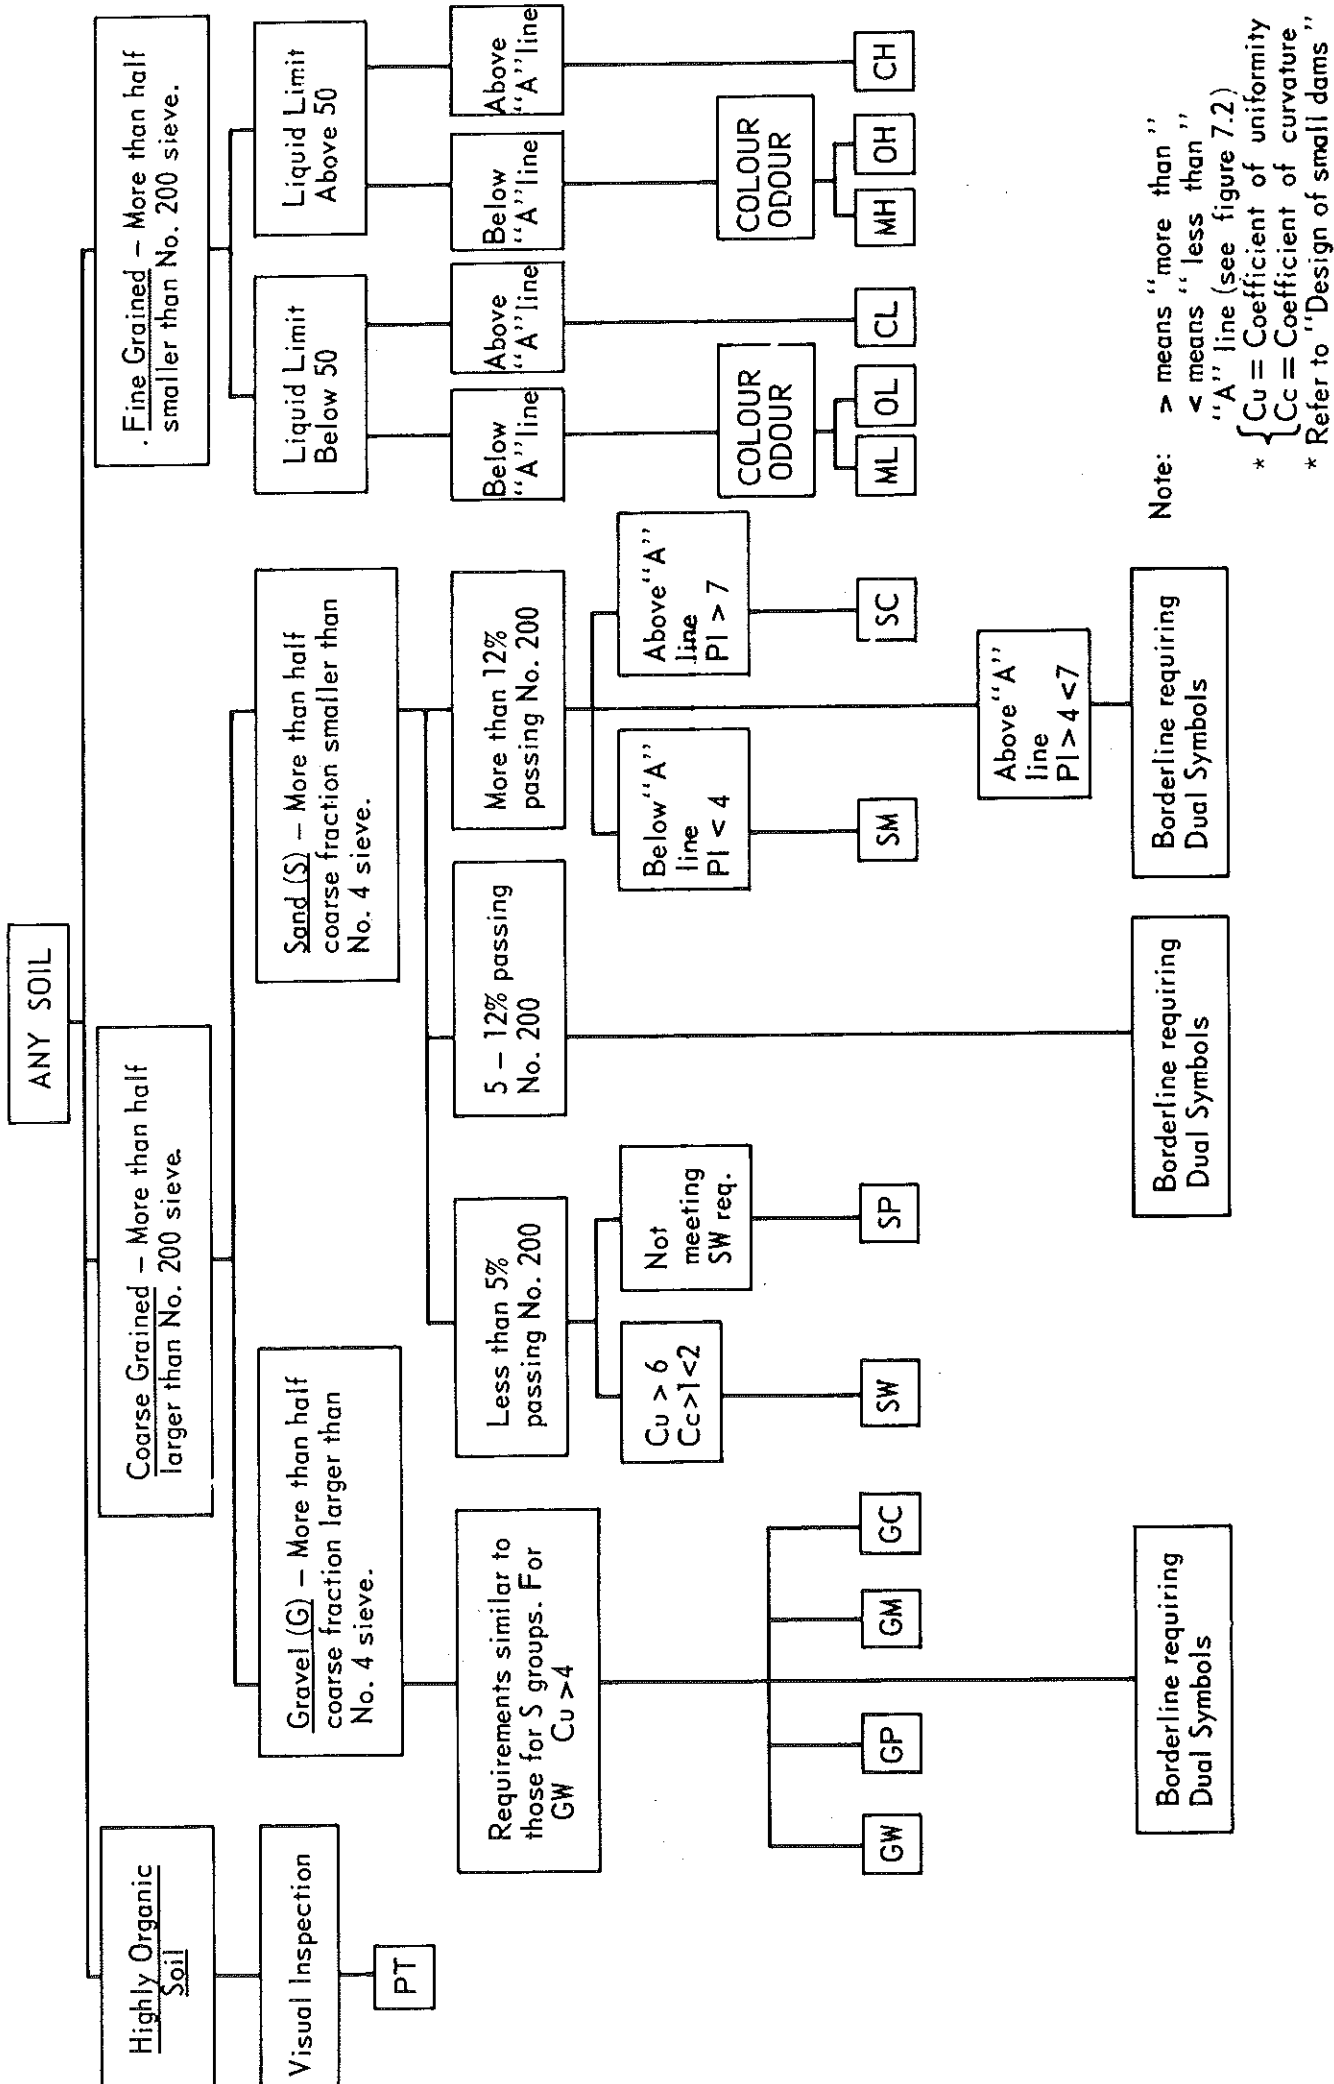 ANY SOIL
Highly Organic
Soil
Coarse Grained – More than half
larger than No. 200 sieve.
Fine Grained – More than half
smaller than No. 200 sieve.
Visual Inspection
Gravel (G) – More than half
coarse fraction larger than
No. 4 sieve.
Sand (S) – More than half
coarse fraction smaller than
No. 4 sieve.
Liquid Limit
Below 50
Liquid Limit
Above 50
PT
Requirements similar to
those for S groups. For
GW Cu >4
Less than 5%
passing No. 200
5 – 12% passing
No. 200
More than 12%
passing No. 200
Below
“A” line
Above
“A” line
Below
“A” line
Above
“A” line
Cu > 6
Cc>1<2
Not
meeting
SW req.
Below “A”
line
PI < 4
Above “A”
line
PI > 7
COLOUR
ODOUR
COLOUR
ODOUR
GW
GP
GM
GC
SW
SP
SM
SC
ML
OL
CL
MH
OH
CH
Above “A”
line
PI > 4 <7
Borderline requiring
Dual Symbols
Borderline requiring
Dual Symbols
Borderline requiring
Dual Symbols
Note: > means “more than”
< means “less than”
“A” line (see figure 7.2)
* { Cu = Coefficient of uniformity
Cc = Coefficient of curvature
* Refer to “Design of small dams”